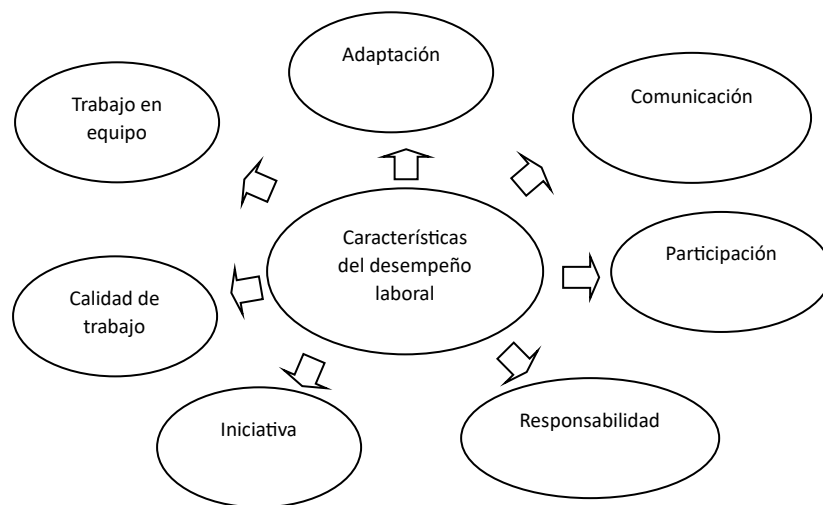 Adaptación
Trabajo en
equipo
Comunicación
Características
del desempeño
laboral
Participación
Calidad de
trabajo
Iniciativa
Responsabilidad